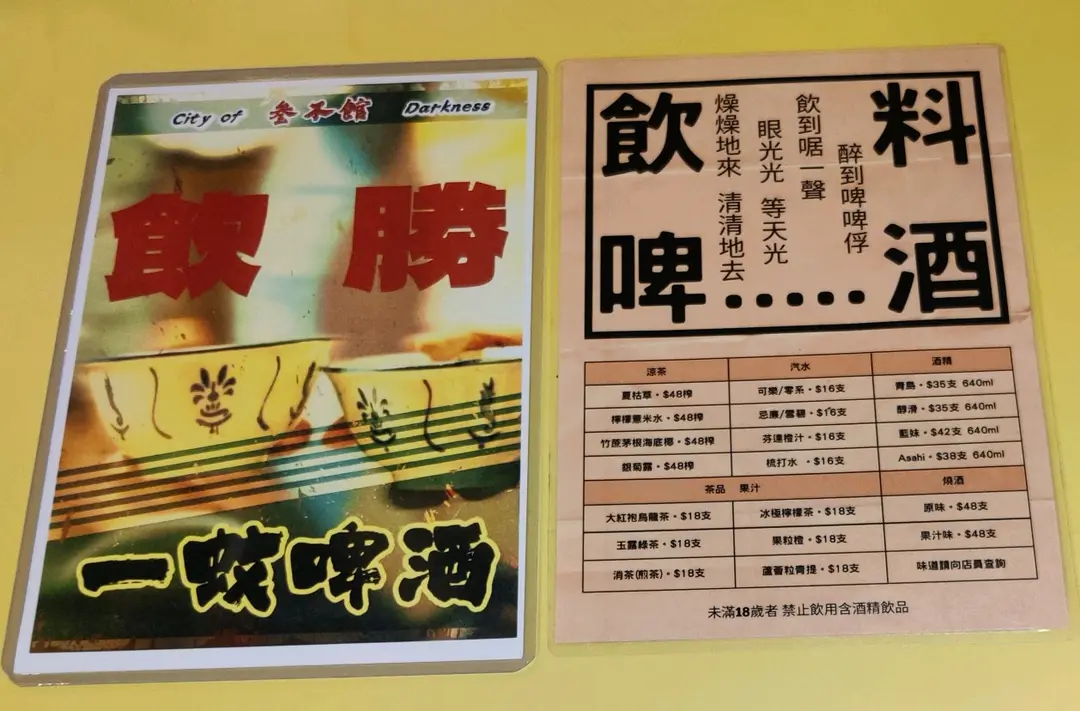 City of 叁不館 Darkness
飲 勝
一蚊啤酒
飲料
啤.....酒
燥燥地來 清清地去
眼光光 等天光
飲到啹一聲
醉到啤啤俘
涼茶 汽水 酒精
夏枯草・$48樽 可樂/零系・$16支 青島・$35支 640ml
檸檬薏米水・$48樽 忌廉/雪碧・$16支 醇滑・$35支 640ml
竹蔗茅根海底椰・$48樽 芬達橙汁・$16支 藍妹・$42支 640ml
銀菊露・$48樽 梳打水 ・$16支 Asahi・$38支 640ml
茶品 果汁 燒酒
大紅袍烏龍茶・$18支 冰極檸檬茶・$18支 原味・$48支
玉露綠茶・$18支 果粒橙・$18支 果汁味・$48支
消茶(煎茶)・$18支 蘆薈粒青提・$18支 味道請向店員查詢
未滿18歲者 禁止飲用含酒精飲品